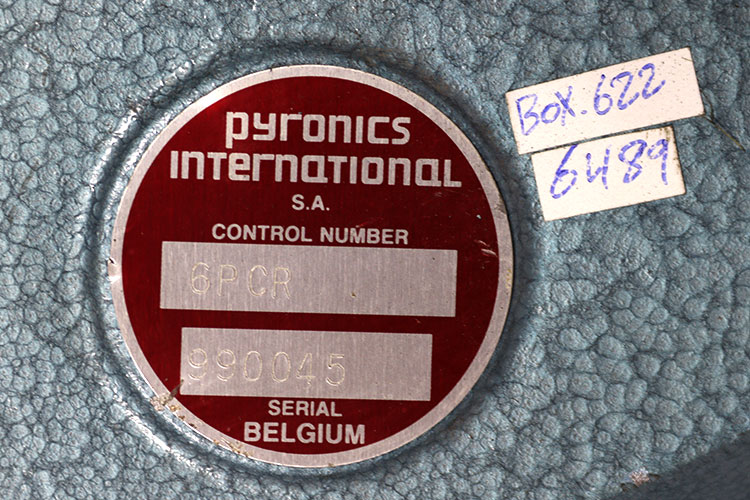 pyronics
international
S.A.
CONTROL NUMBER
6PCR
990045
SERIAL
BELGIUM
BOX.622
6489